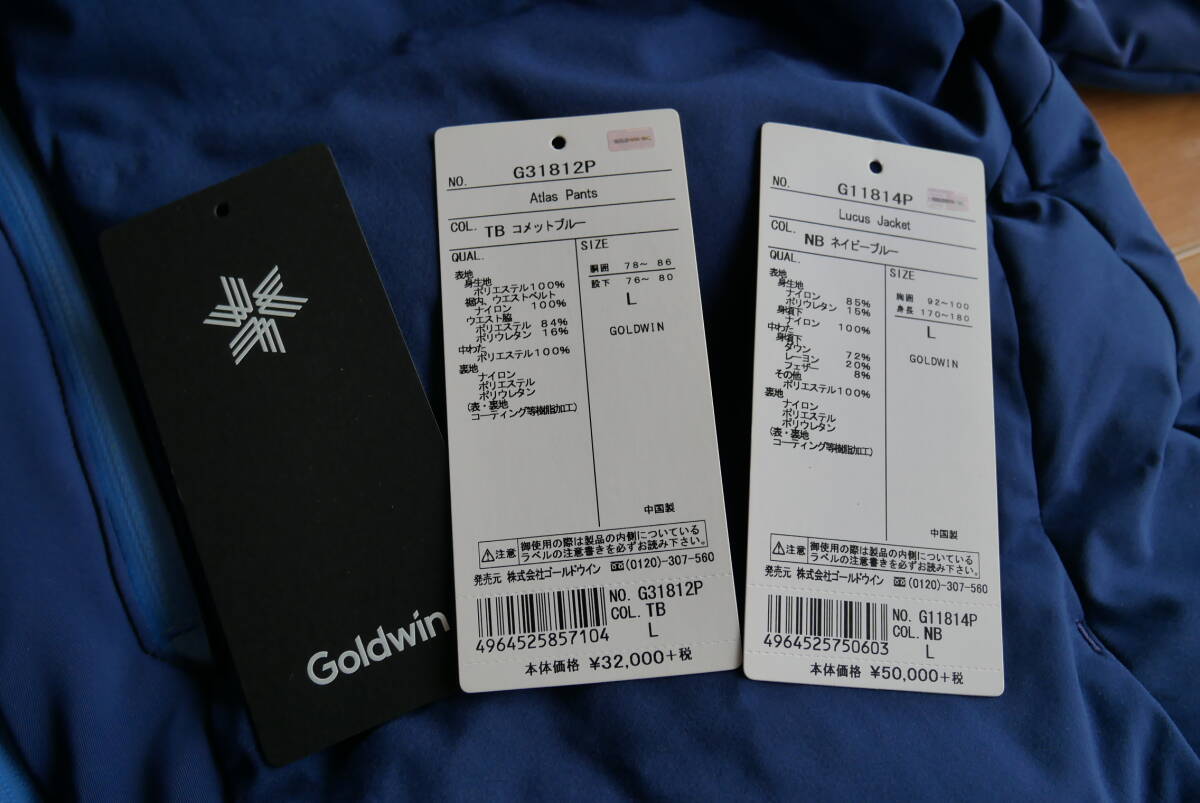 Goldwin
NO. G31812P
Atlas Pants
COL. TB コメットブルー
QUAL.
表地
身生地
ポリエステル100%
裾内、ウエストベルト
ナイロン 100%
ウエスト脇
ポリエステル 84%
ポリウレタン 16%
中わた
ポリエステル100%
裏地
ナイロン
ポリエステル
ポリウレタン
(表・裏地
コーティング等樹脂加工)
SIZE
胴囲 78～ 86
股下 76～ 80
L
GOLDWIN
中国製
注意 御使用の際は製品の内側についている
ラベルの注意書きを必ずお読み下さい。
発売元 株式会社ゴールドウイン (0120)-307-560
4964525857104
NO. G31812P
COL. TB
L
本体価格 ¥32,000+税
NO. G11814P
Lucus Jacket
COL. NB ネイビーブルー
QUAL.
表地
身生地
ナイロン 85%
ポリウレタン 15%
身頃下
ナイロン 100%
中わた
身頃下
ダウン 72%
レーヨン 20%
フェザー 8%
その他
ポリエステル100%
裏地
ナイロン
ポリエステル
ポリウレタン
(表・裏地
コーティング等樹脂加工)
SIZE
胸囲 92～100
身長 170～180
L
GOLDWIN
中国製
注意 御使用の際は製品の内側についている
ラベルの注意書きを必ずお読み下さい。
発売元 株式会社ゴールドウイン (0120)-307-560
4964525750603
NO. G11814P
COL. NB
L
本体価格 ¥50,000+税